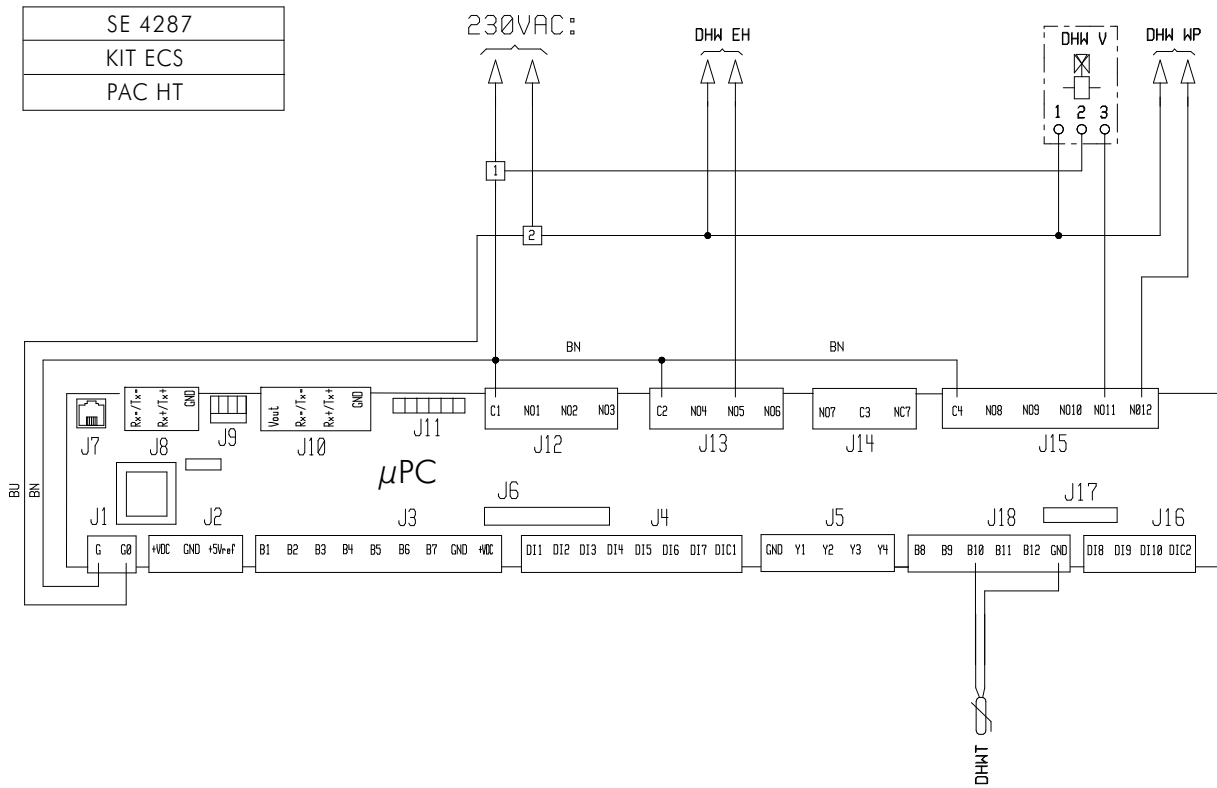 SE 4287
KIT ECS
PAC HT
230VAC:
DHW EH
DHW V
DHW WP
1 2 3
1
2
BN
BN
BU
BN
Rx-/Tx-
Rx+/Tx+
GND
Vout
Rx-/Tx-
Rx+/Tx+
GND
C1 NO1 NO2 NO3
C2 NO4 NO5 NO6
NO7 C3 NC7
C4 NO8 NO9 NO10 NO11 NO12
J7
J8
J9
J10
J11
J12
J13
J14
J15
µPC
J6
J17
J1
J2
J3
J4
J5
J18
J16
G G0
+VDC GND +5Vref
B1 B2 B3 B4 B5 B6 B7 GND +VDC
DI1 DI2 DI3 DI4 DI5 DI6 DI7 DIC1
GND Y1 Y2 Y3 Y4
B8 B9 B10 B11 B12 GND
DI8 DI9 DI10 DIC2
DHWT